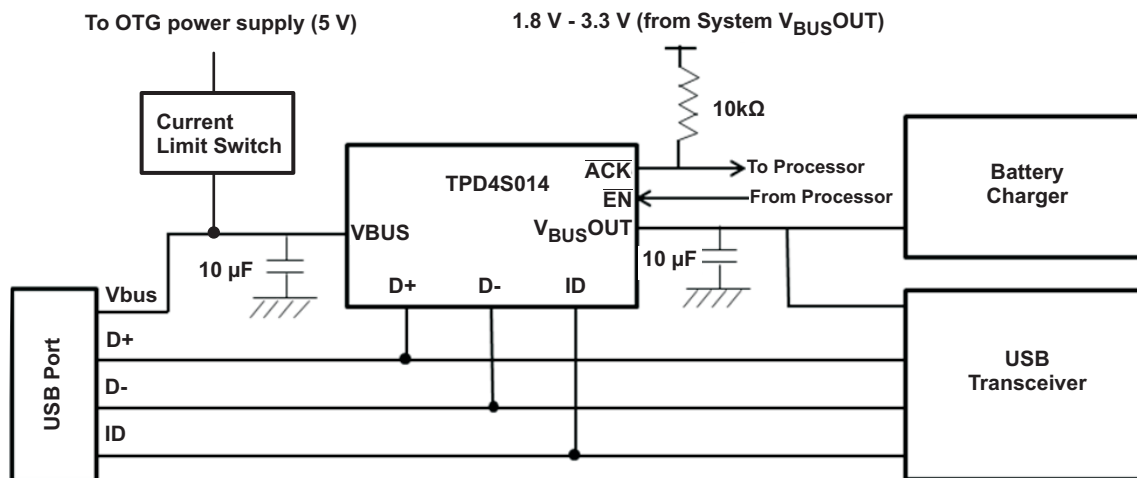 To OTG power supply (5 V)
1.8 V - 3.3 V (from System VBUSOUT)
Current
Limit Switch
10kΩ
TPD4S014
ACK
To Processor
EN
From Processor
VBUS
VBUSOUT
Battery
Charger
10 µF
10 µF
D+
D-
ID
Vbus
D+
D-
ID
USB Port
USB
Transceiver